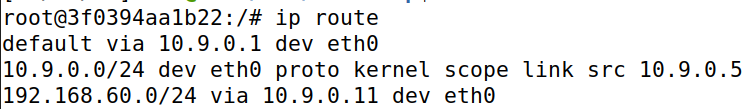 root@3f0394aa1b22:/# ip route
default via 10.9.0.1 dev eth0
10.9.0.0/24 dev eth0 proto kernel scope link src 10.9.0.5
192.168.60.0/24 via 10.9.0.11 dev eth0